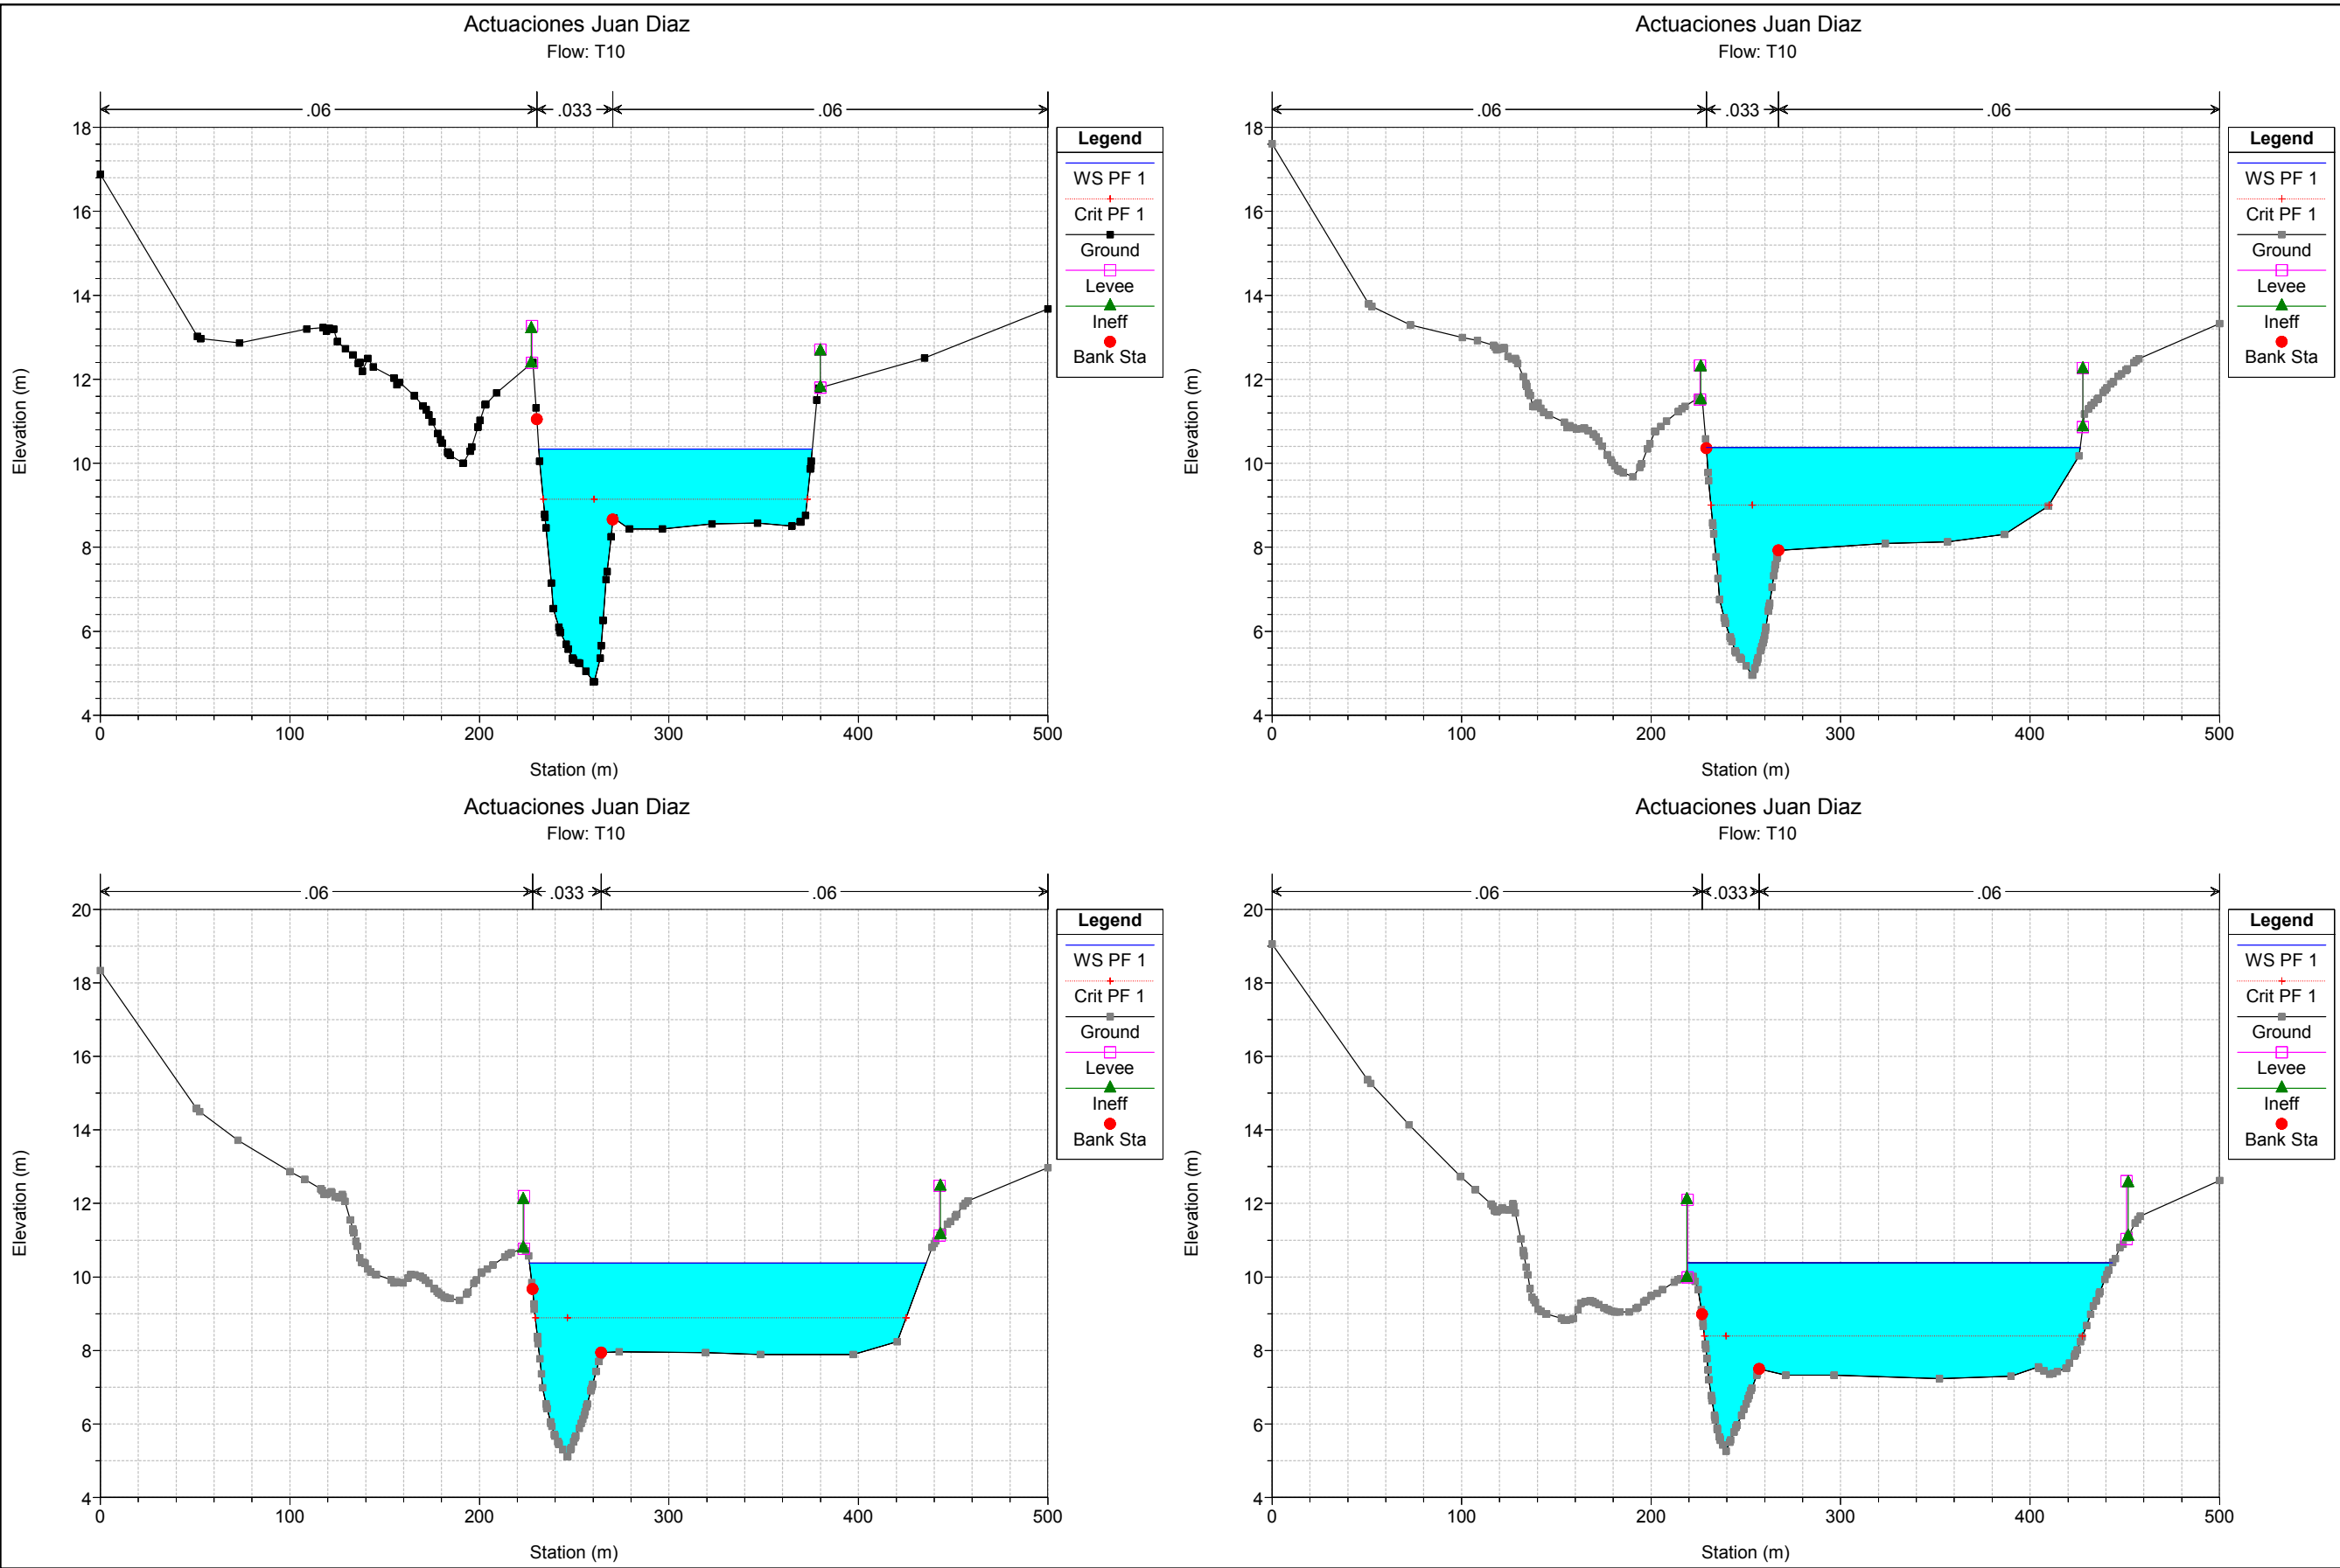 Actuaciones Juan Diaz
Flow: T10
.06
.033
.06
18
16
14
12
10
8
6
4
0
100
200
300
400
500
Elevation (m)
Station (m)
Legend
WS PF 1
Crit PF 1
Ground
Levee
Ineff
Bank Sta
Actuaciones Juan Diaz
Flow: T10
.06
.033
.06
18
16
14
12
10
8
6
4
0
100
200
300
400
500
Elevation (m)
Station (m)
Legend
WS PF 1
Crit PF 1
Ground
Levee
Ineff
Bank Sta
Actuaciones Juan Diaz
Flow: T10
.06
.033
.06
20
18
16
14
12
10
8
6
4
0
100
200
300
400
500
Elevation (m)
Station (m)
Legend
WS PF 1
Crit PF 1
Ground
Levee
Ineff
Bank Sta
Actuaciones Juan Diaz
Flow: T10
.06
.033
.06
20
18
16
14
12
10
8
6
4
0
100
200
300
400
500
Elevation (m)
Station (m)
Legend
WS PF 1
Crit PF 1
Ground
Levee
Ineff
Bank Sta